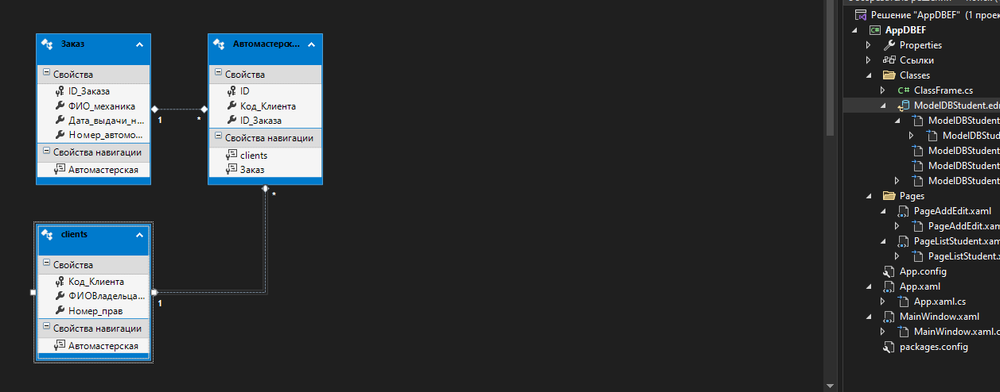 Заказ
Свойства
ID_Заказа
ФИО_механика
Дата_выдачи_н...
Номер_автомо...
Свойства навигации
Автомастерская
1
*
Автомастерск...
Свойства
ID
Код_Клиента
ID_Заказа
Свойства навигации
clients
Заказ
*
clients
Свойства
Код_Клиента
ФИОВладельца...
Номер_прав
Свойства навигации
Автомастерская
1
Решение "AppDBEF" (1 проек
C# AppDBEF
Properties
Ссылки
Classes
C# ClassFrame.cs
ModelDBStudent.edm
ModelDBStudent
ModelDBStud
ModelDBStudent
ModelDBStudent
ModelDBStudent
Pages
PageAddEdit.xaml
PageAddEdit.xam
PageListStudent.xam
PageListStudent.x
App.config
App.xaml
App.xaml.cs
MainWindow.xaml
MainWindow.xaml.c
packages.config